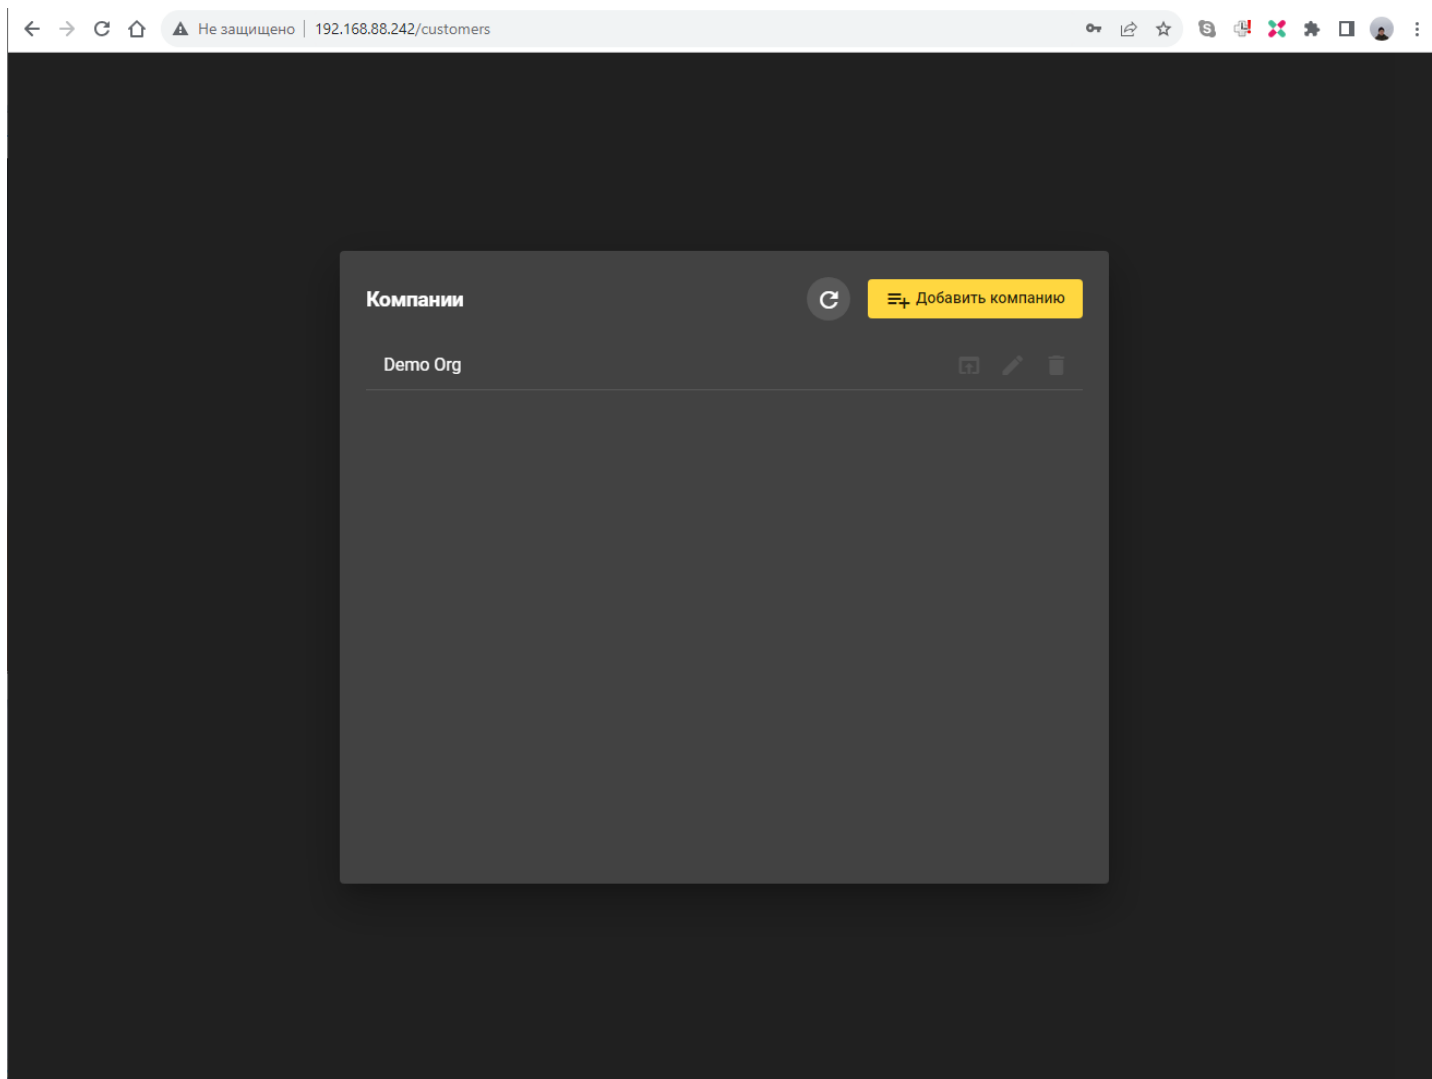 Не защищено 192.168.88.242/customers
Компании
Добавить компанию
Demo Org